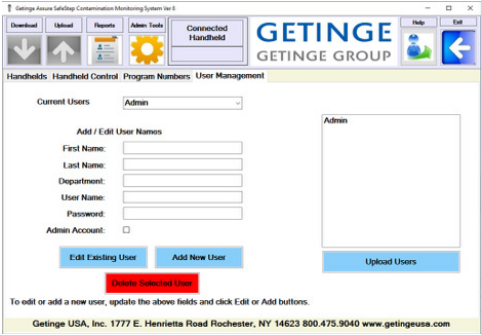 Getinge Assure SafeStep Contamination Monitoring System Ver 0
Download Upload Reports Admin Tools Connected Handheld GETINGE GETINGE GROUP Help Exit
Handhelds Handheld Control Program Numbers User Management
Current Users Admin
Admin
Add / Edit User Names
First Name:
Last Name:
Department:
User Name:
Password:
Admin Account:
Edit Existing User Add New User Upload Users
Delete Selected User
To edit or add a new user, update the above fields and click Edit or Add buttons.
Getinge USA, Inc. 1777 E. Henrietta Road Rochester, NY 14623 800.475.9040 www.getingeusa.com